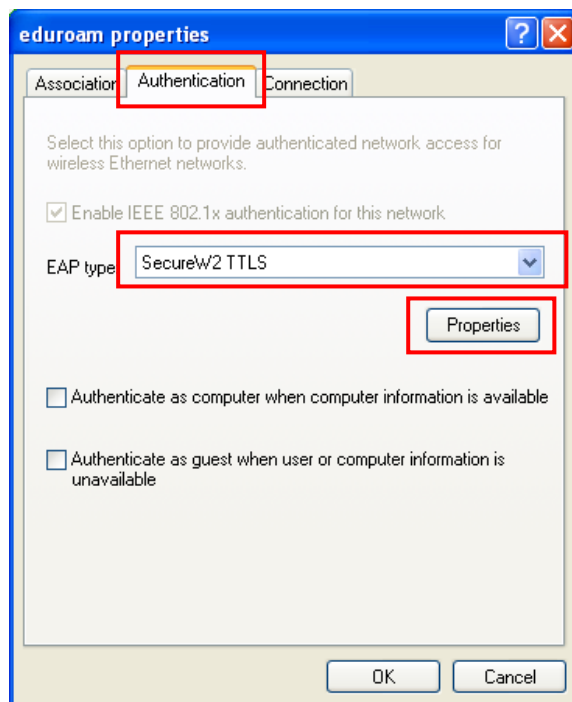 eduroam properties
Association Authentication Connection
Select this option to provide authenticated network access for
wireless Ethernet networks.
Enable IEEE 802.1x authentication for this network
EAP type SecureW2 TTLS
Properties
Authenticate as computer when computer information is available
Authenticate as guest when user or computer information is
unavailable
OK Cancel